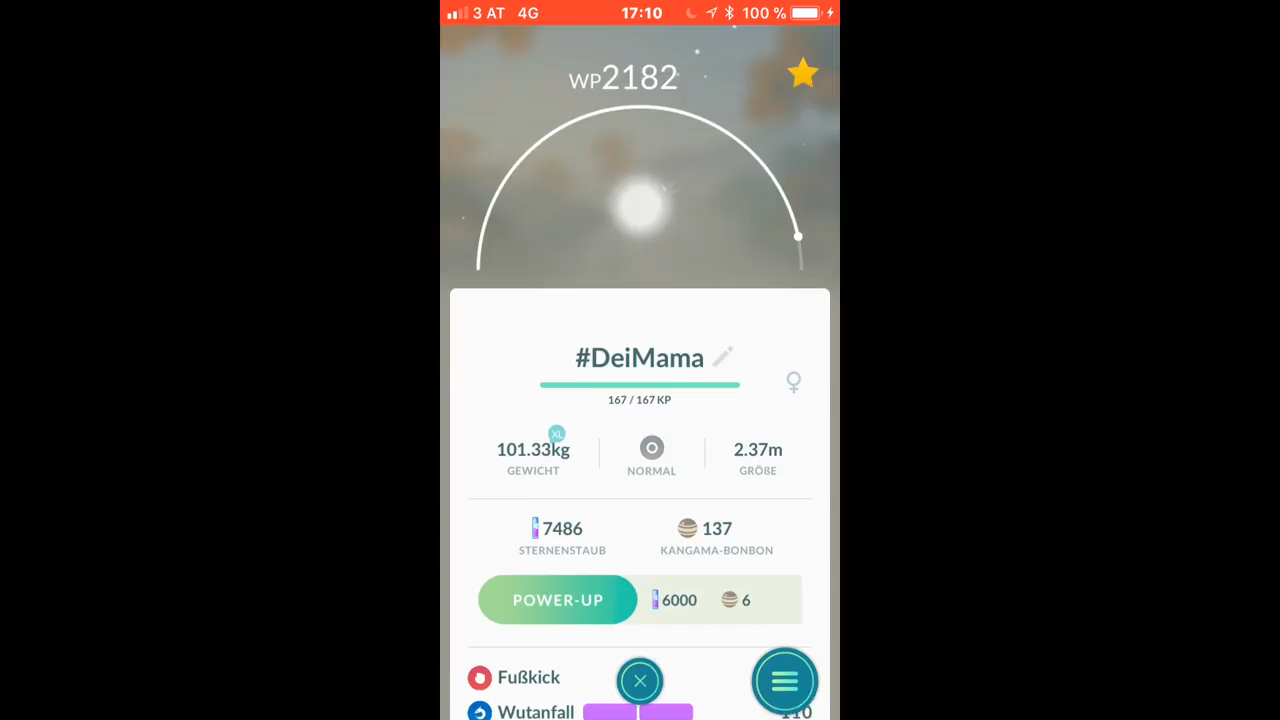 3 AT 4G 17:10 100 %
WP2182
#DeiMama
167 / 167 KP
XL
101.33kg 2.37m
GEWICHT NORMAL GRÖßE
7486 137
STERNENSTAUB KANGAMA-BONBON
POWER-UP 6000 6
Fußkick
Wutanfall 110